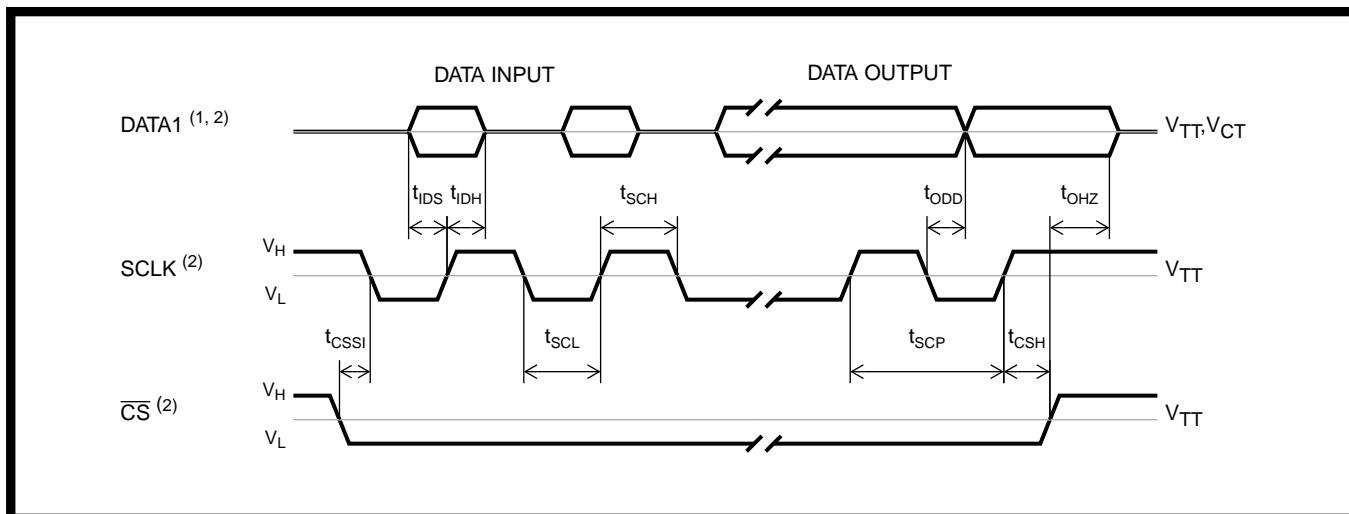 DATA INPUT DATA OUTPUT
DATA1 (1, 2) VTT,VCT
tIDS tIDH tSCH tODD tOHZ
VH
SCLK (2) VTT
VL
tCSSI tSCL tSCP tCSH
VH
CS (2) VTT
VL